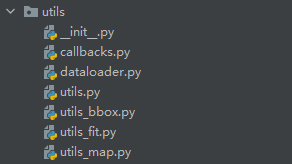 utils
__init__.py
callbacks.py
dataloader.py
utils.py
utils_bbox.py
utils_fit.py
utils_map.py